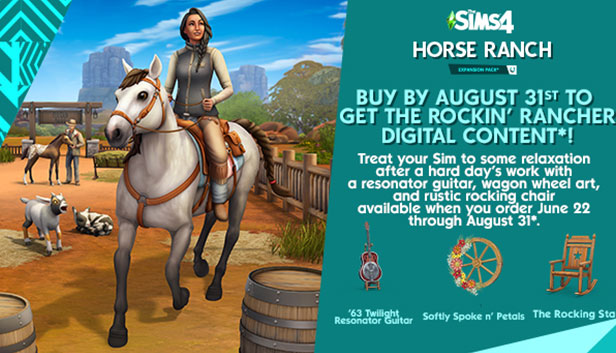 The SiMS 4
HORSE RANCH
EXPANSION PACK*
BUY BY AUGUST 31ST TO
GET THE ROCKIN' RANCHER
DIGITAL CONTENT*!
Treat your Sim to some relaxation
after a hard day's work with
a resonator guitar, wagon wheel art,
and rustic rocking chair
available when you order June 22
through August 31*.
'63 Twilight
Resonator Guitar
Softly Spoke n' Petals
The Rocking Sta